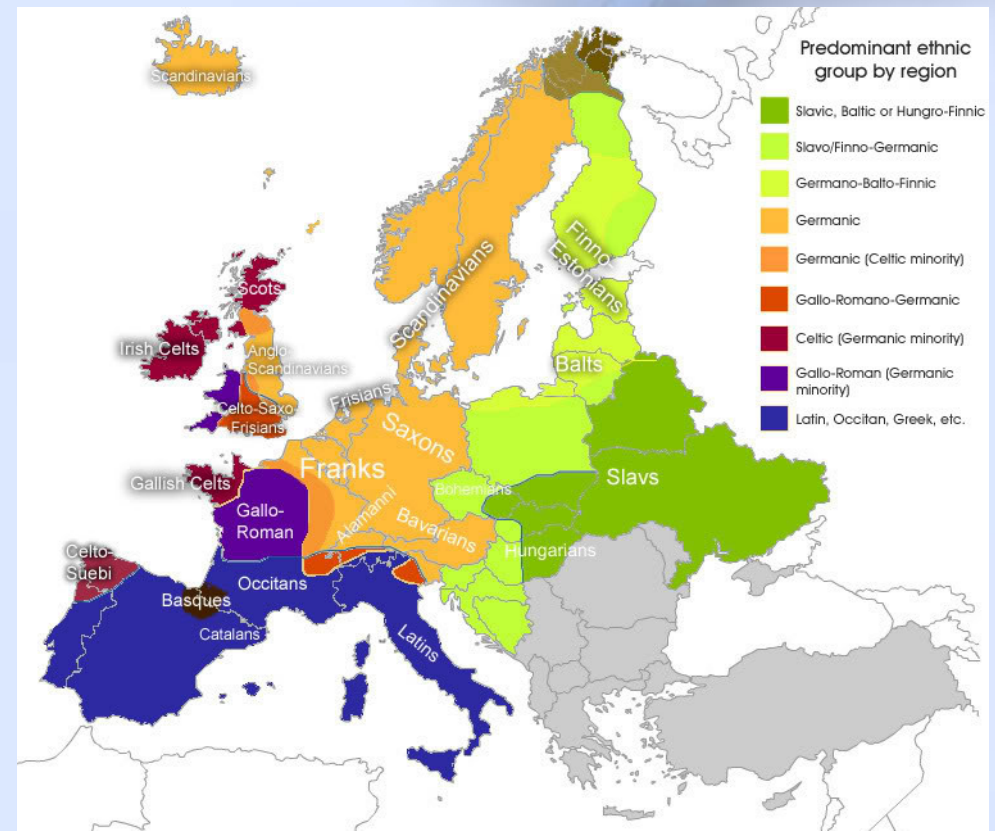 Predominant ethnic
group by region
Slavic, Baltic or Hungro-Finnic
Slavo/Finno-Germanic
Germano-Balto-Finnic
Germanic
Germanic (Celtic minority)
Gallo-Romano-Germanic
Celtic (Germanic minority)
Gallo-Roman (Germanic
minority)
Latin, Occitan, Greek, etc.
Scandinavians
Scandinavians
Finno-
Estonians
Scots
Irish Celts
Anglo
Scandinavians
Balts
Frisians
Celto-Saxo-
Frisians
Saxons
Franks
Slavs
Gallish Celts
Bohemians
Gallo-
Roman
Alamanni
Bavarians
Hungarians
Celto-
Suebi
Occitans
Basques
Catalans
Latins